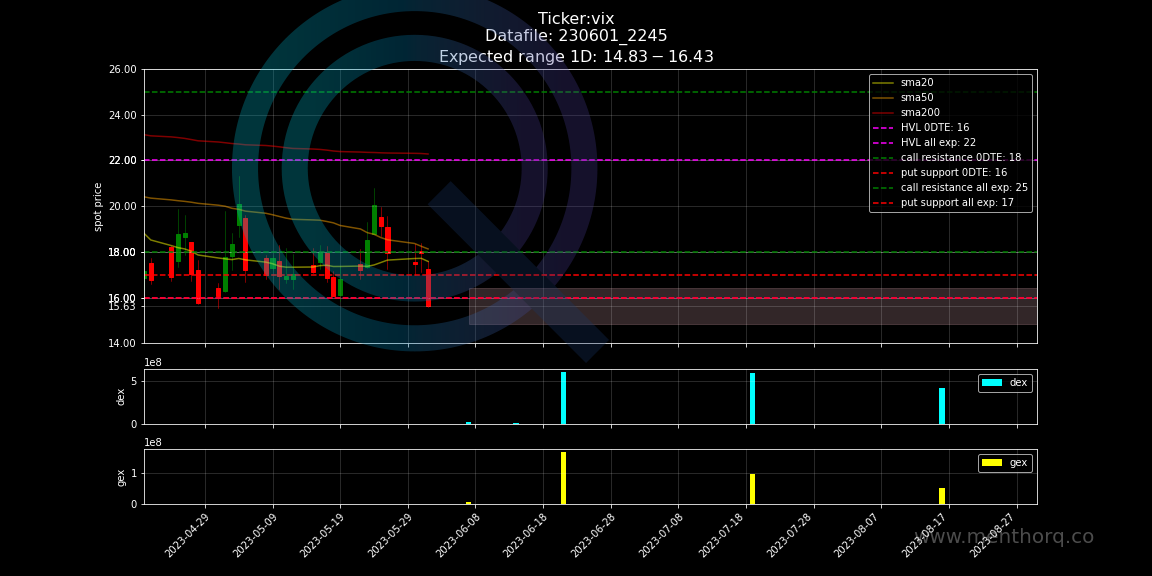 Ticker:vix
Datafile: 230601_2245
Expected range 1D: 14.83 − 16.43
26.00
24.00
22.00
20.00
18.00
16.00
15.63
14.00
spot price
sma20
sma50
sma200
HVL 0DTE: 16
HVL all exp: 22
call resistance 0DTE: 18
put support 0DTE: 16
call resistance all exp: 25
put support all exp: 17
1e8
5
0
dex
dex
1e8
1
0
gex
gex
2023-04-29
2023-05-09
2023-05-19
2023-05-29
2023-06-08
2023-06-18
2023-06-28
2023-07-08
2023-07-18
2023-07-28
2023-08-07
2023-08-17
2023-08-27
www.menthorq.co